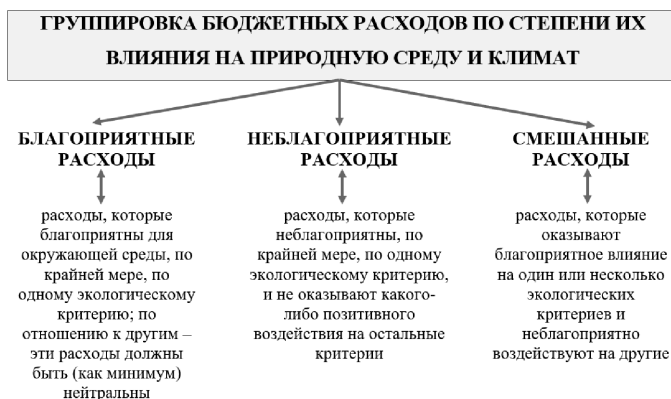 ГРУППИРОВКА БЮДЖЕТНЫХ РАСХОДОВ ПО СТЕПЕНИ ИХ
ВЛИЯНИЯ НА ПРИРОДНУЮ СРЕДУ И КЛИМАТ
БЛАГОПРИЯТНЫЕ
РАСХОДЫ
расходы, которые
благоприятны для
окружающей среды, по
крайней мере, по
одному экологическому
критерию; по
отношению к другим –
эти расходы должны
быть (как минимум)
нейтральны
НЕБЛАГОПРИЯТНЫЕ
РАСХОДЫ
расходы, которые
неблагоприятны, по
крайней мере, по одному
экологическому критерию,
и не оказывают какого-
либо позитивного
воздействия на остальные
критерии
СМЕШАННЫЕ
РАСХОДЫ
расходы, которые
оказывают
благоприятное влияние
на один или несколько
экологических
критериев и
неблагоприятно
воздействуют на другие